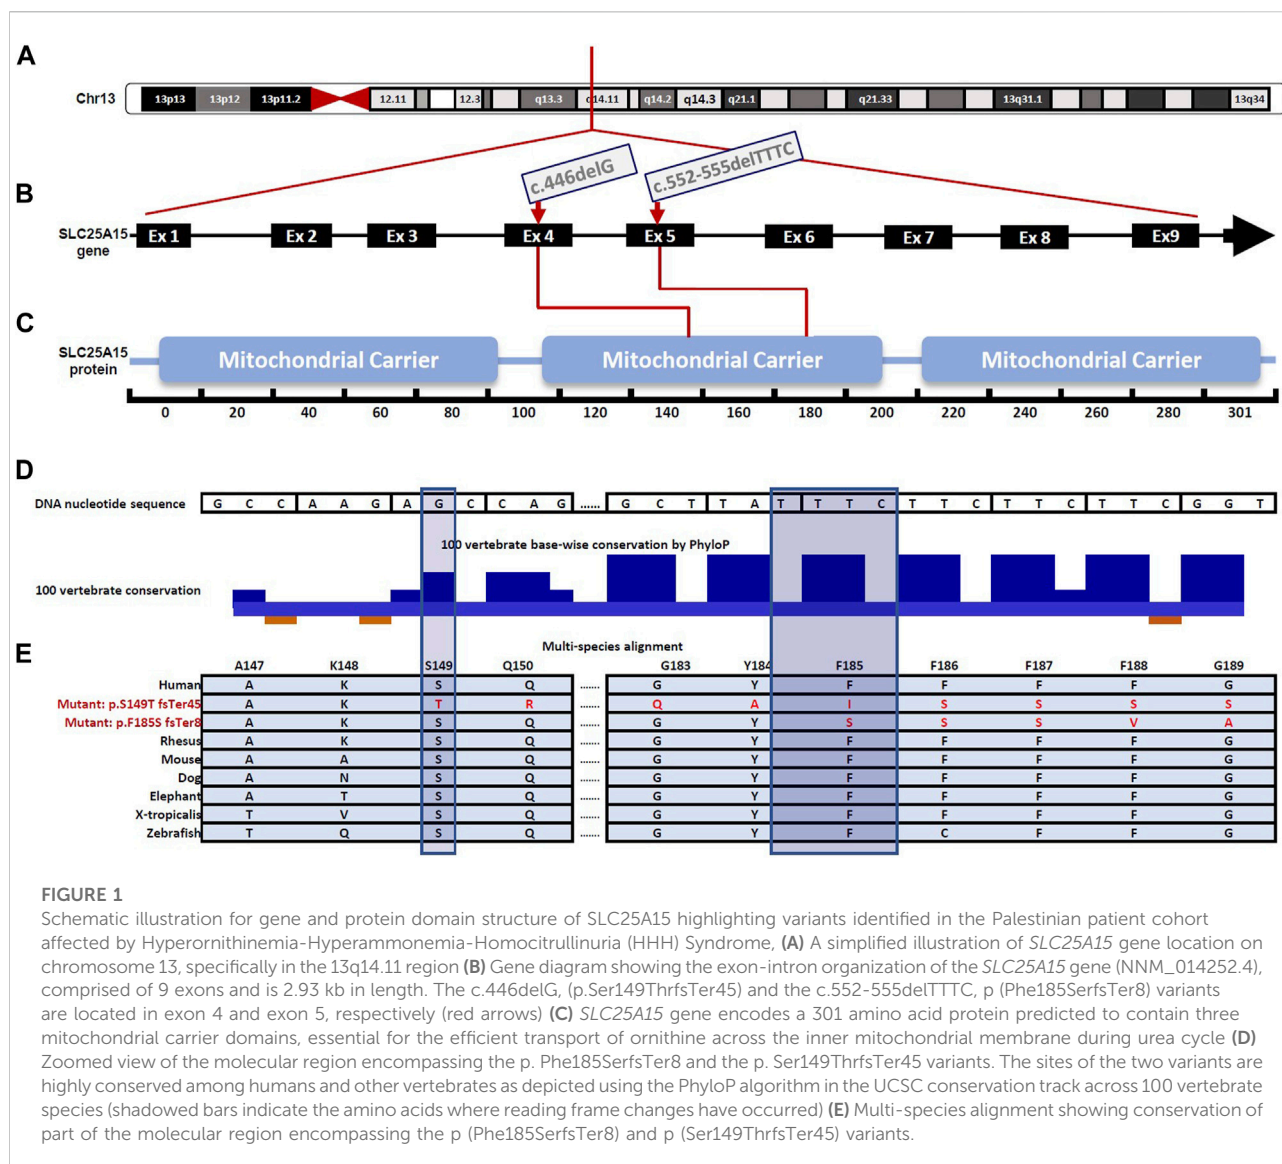 A
Chr13
13p13 13p12 13p11.2 12.11 12.3 q13.3 q14.11 q14.2 q14.3 q21.1 q21.33 13q31.1 13q34
c.446delG
c.552-555delTTTC
B
SLC25A15
gene
Ex 1 Ex 2 Ex 3 Ex 4 Ex 5 Ex 6 Ex 7 Ex 8 Ex9
C
SLC25A15
protein
Mitochondrial Carrier Mitochondrial Carrier Mitochondrial Carrier
0 20 40 60 80 100 120 140 160 180 200 220 240 260 280 301
D
DNA nucleotide sequence G C C A A G A G C C A G ...... G C T T A T T T C T T C T T C T T C G G T
100 vertebrate base-wise conservation by PhyloP
100 vertebrate conservation
E
Multi-species alignment
A147 K148 S149 Q150 G183 Y184 F185 F186 F187 F188 G189
Human A K S Q ....... G Y F F F F G
Mutant: p.S149T fsTer45 A K T R ....... Q A I S S S S
Mutant: p.F185S fsTer8 A K S Q ....... G Y S S S V A
Rhesus A K S Q ....... G Y F F F F G
Mouse A A S Q ....... G Y F F F F G
Dog A N S Q ....... G Y F F F F G
Elephant A T S Q ....... G Y F F F F G
X-tropicalis T V S Q ....... G Y F F F F G
Zebrafish T Q S Q ....... G Y F C F F G
FIGURE 1
Schematic illustration for gene and protein domain structure of SLC25A15 highlighting variants identified in the Palestinian patient cohort
affected by Hyperornithinemia-Hyperammonemia-Homocitrullinuria (HHH) Syndrome, (A) A simplified illustration of SLC25A15 gene location on
chromosome 13, specifically in the 13q14.11 region (B) Gene diagram showing the exon-intron organization of the SLC25A15 gene (NNM_014252.4),
comprised of 9 exons and is 2.93 kb in length. The c.446delG, (p.Ser149ThrfsTer45) and the c.552-555delTTTC, p (Phe185SerfsTer8) variants
are located in exon 4 and exon 5, respectively (red arrows) (C) SLC25A15 gene encodes a 301 amino acid protein predicted to contain three
mitochondrial carrier domains, essential for the efficient transport of ornithine across the inner mitochondrial membrane during urea cycle (D)
Zoomed view of the molecular region encompassing the p. Phe185SerfsTer8 and the p. Ser149ThrfsTer45 variants. The sites of the two variants are
highly conserved among humans and other vertebrates as depicted using the PhyloP algorithm in the UCSC conservation track across 100 vertebrate
species (shadowed bars indicate the amino acids where reading frame changes have occurred) (E) Multi-species alignment showing conservation of
part of the molecular region encompassing the p (Phe185SerfsTer8) and p (Ser149ThrfsTer45) variants.